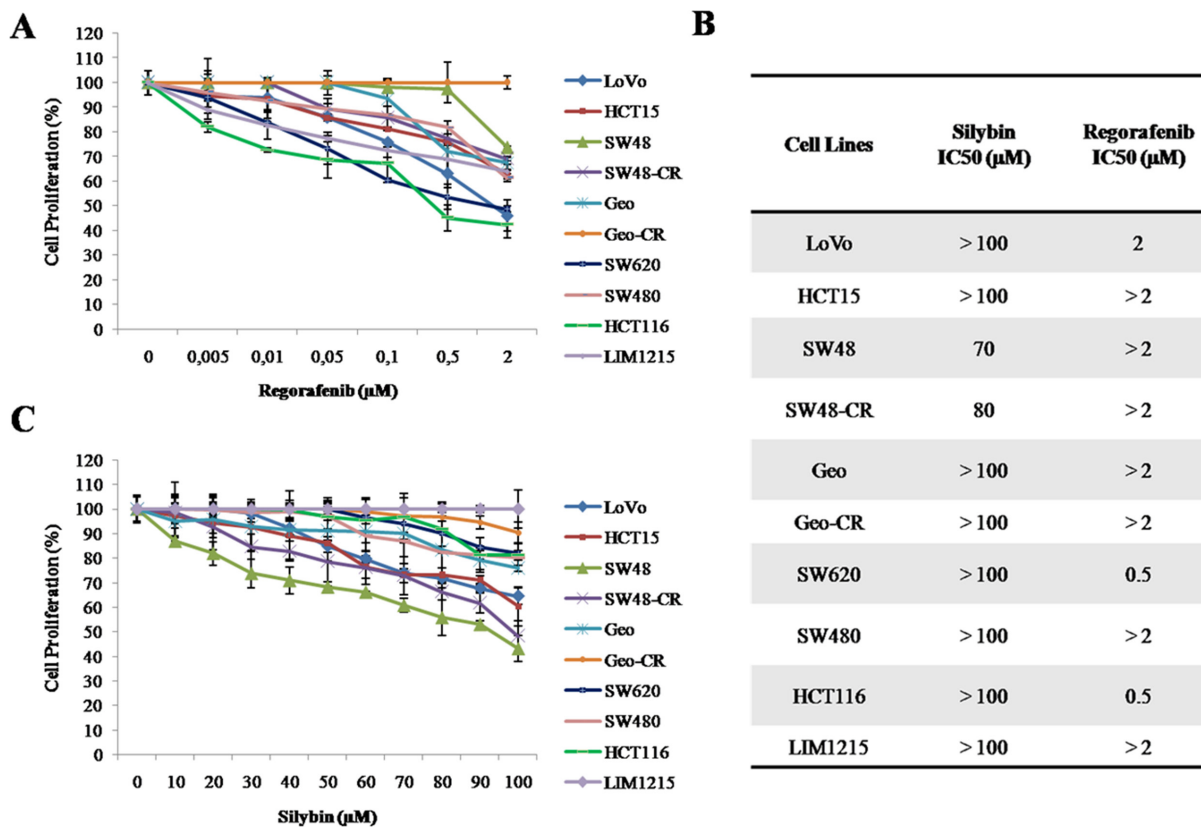 A
Cell Proliferation (%)
120
110
100
90
80
70
60
50
40
30
20
10
0
0 0,005 0,01 0,05 0,1 0,5 2
Regorafenib (µM)
LoVo
HCT15
SW48
SW48-CR
Geo
Geo-CR
SW620
SW480
HCT116
LIM1215
B
Cell Lines Silybin IC50 (µM) Regorafenib IC50 (µM)
LoVo > 100 2
HCT15 > 100 > 2
SW48 70 > 2
SW48-CR 80 > 2
Geo > 100 > 2
Geo-CR > 100 > 2
SW620 > 100 0.5
SW480 > 100 > 2
HCT116 > 100 0.5
LIM1215 > 100 > 2
C
Cell Proliferation (%)
120
110
100
90
80
70
60
50
40
30
20
10
0
0 10 20 30 40 50 60 70 80 90 100
Silybin (µM)
LoVo
HCT15
SW48
SW48-CR
Geo
Geo-CR
SW620
SW480
HCT116
LIM1215